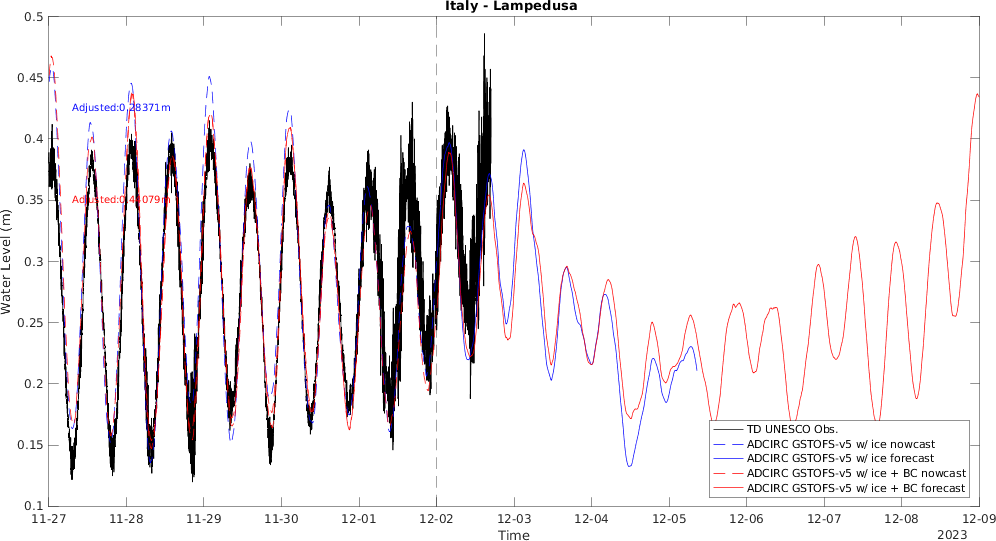 Italy - Lampedusa
0.5
0.45
0.4
0.35
0.3
0.25
0.2
0.15
0.1
Water Level (m)
Adjusted:0.28371m
Adjusted:0.44079m
TD UNESCO Obs.
ADCIRC GSTOFS-v5 w/ ice nowcast
ADCIRC GSTOFS-v5 w/ ice forecast
ADCIRC GSTOFS-v5 w/ ice + BC nowcast
ADCIRC GSTOFS-v5 w/ ice + BC forecast
11-27 11-28 11-29 11-30 12-01 12-02 12-03 12-04 12-05 12-06 12-07 12-08 12-09
Time
2023